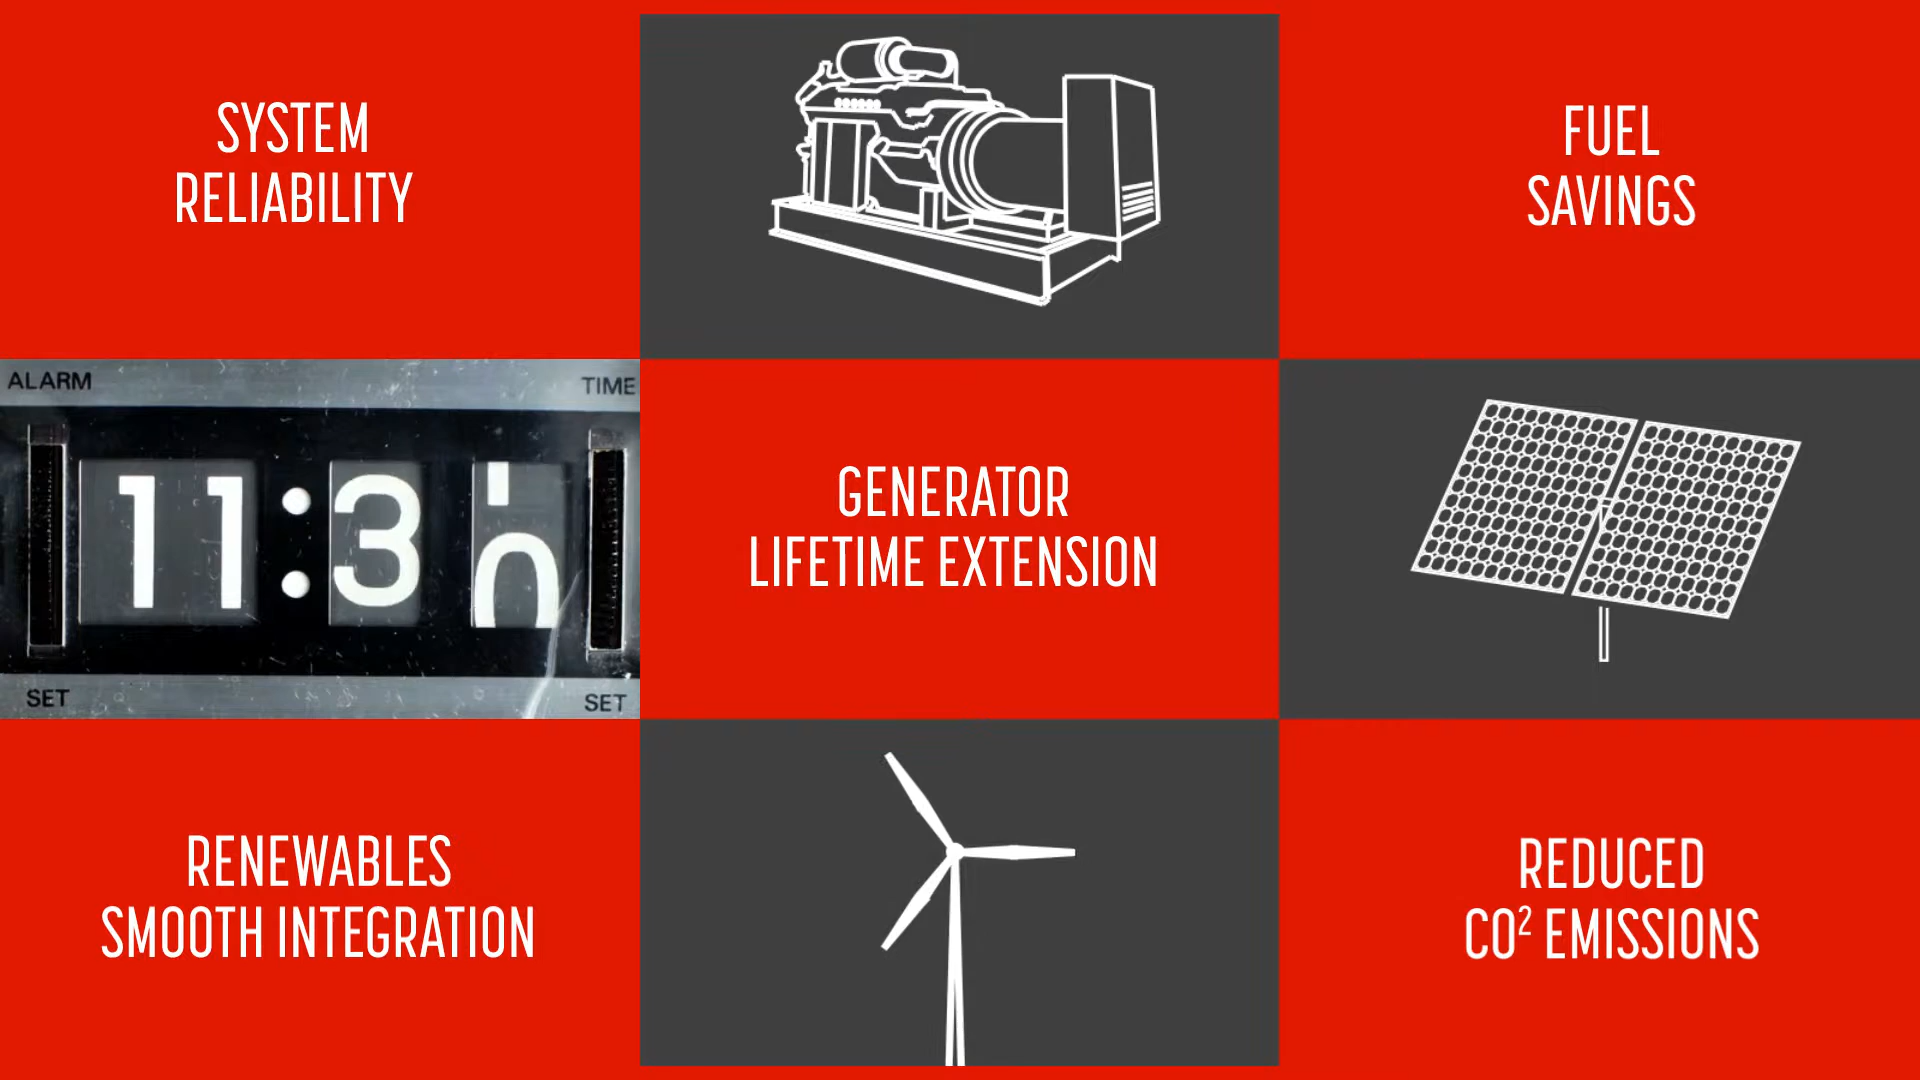 SYSTEM
RELIABILITY
FUEL
SAVINGS
ALARM
TIME
11:3
SET
SET
GENERATOR
LIFETIME EXTENSION
RENEWABLES
SMOOTH INTEGRATION
REDUCED
CO² EMISSIONS